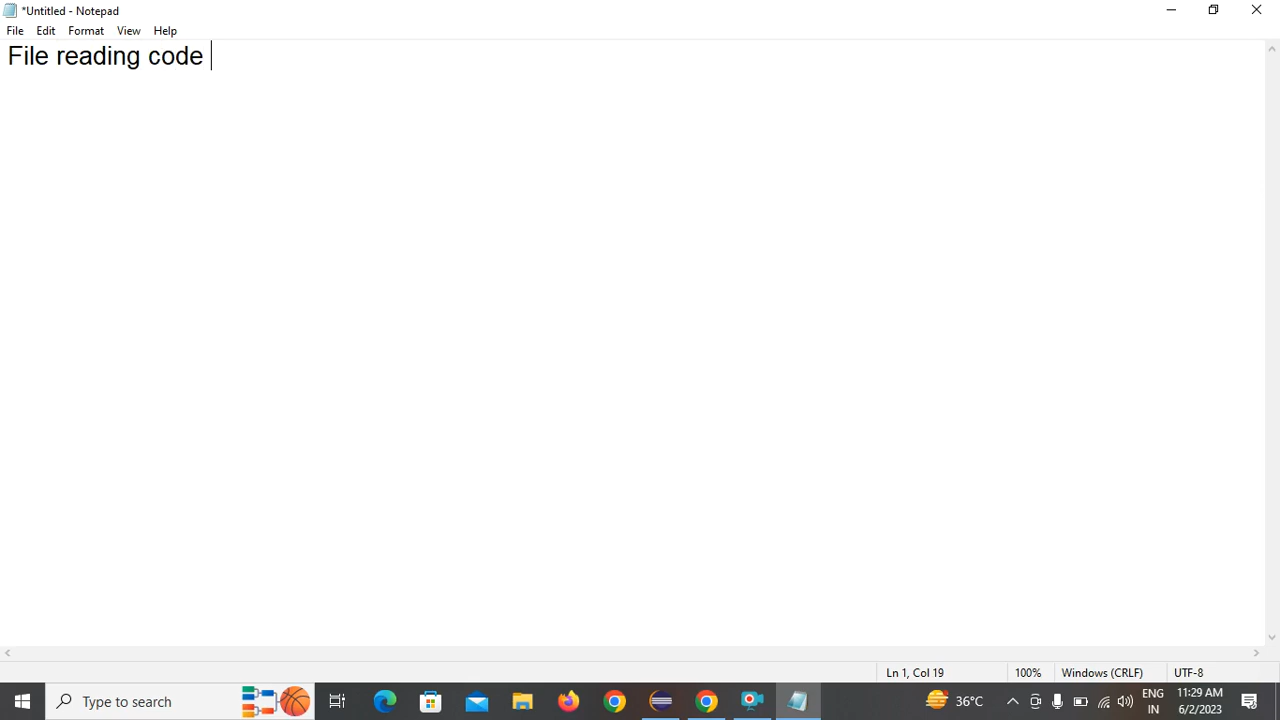 *Untitled - Notepad
File Edit Format View Help
File reading code
Ln 1, Col 19 100% Windows (CRLF) UTF-8
Type to search 36°C ENG 11:29 AM
IN 6/2/2023